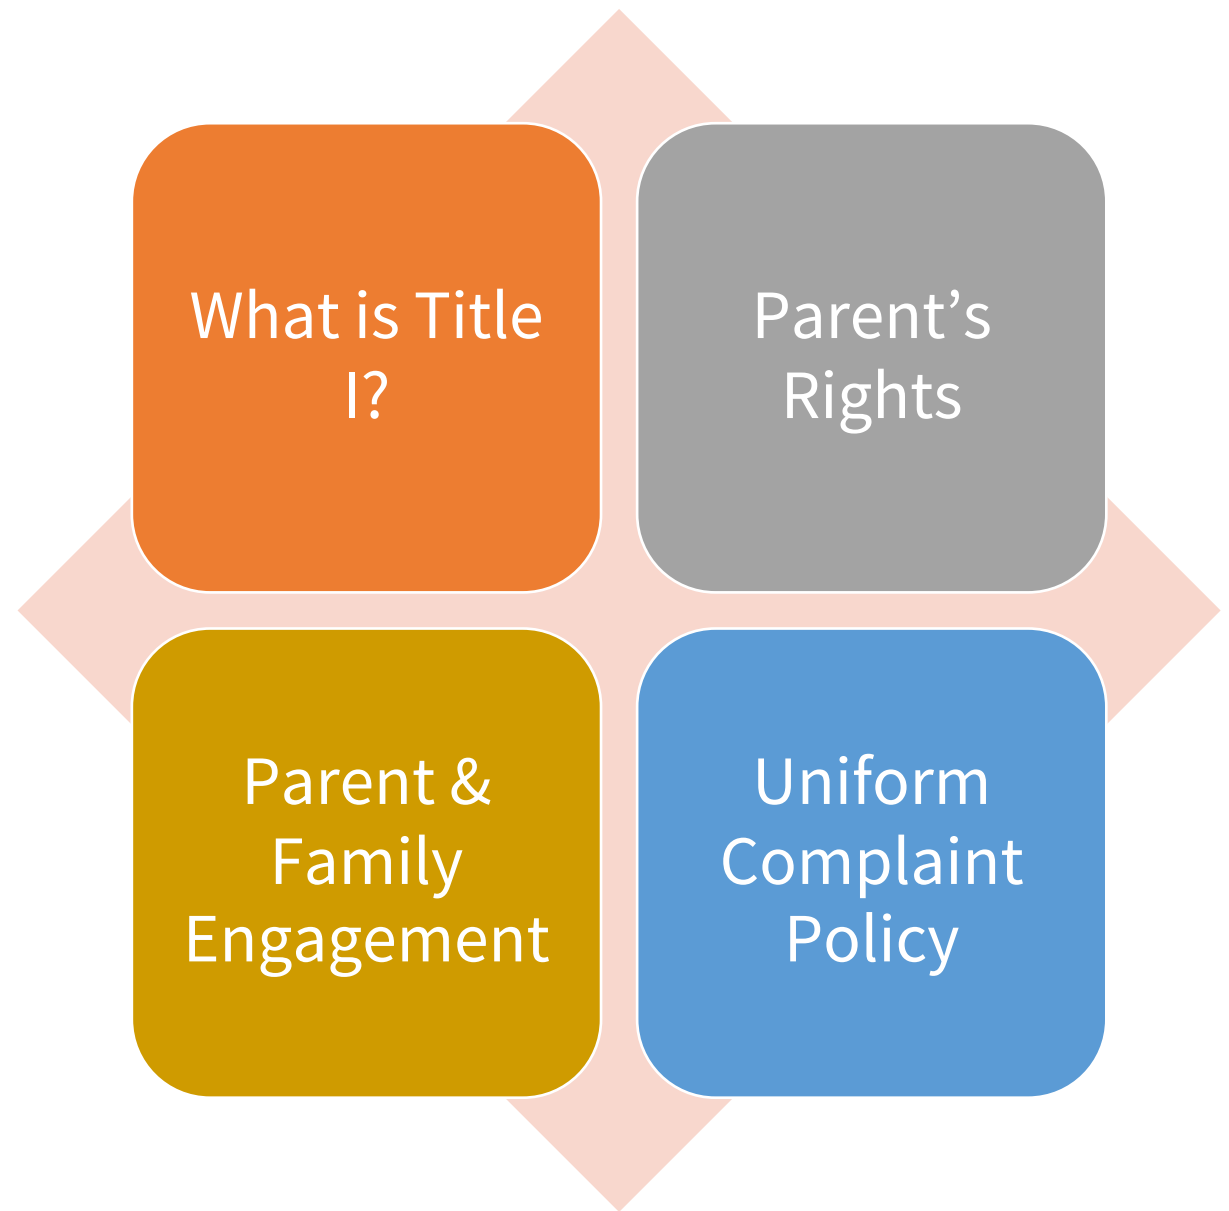 What is Title
I?
Parent’s
Rights
Parent &
Family
Engagement
Uniform
Complaint
Policy